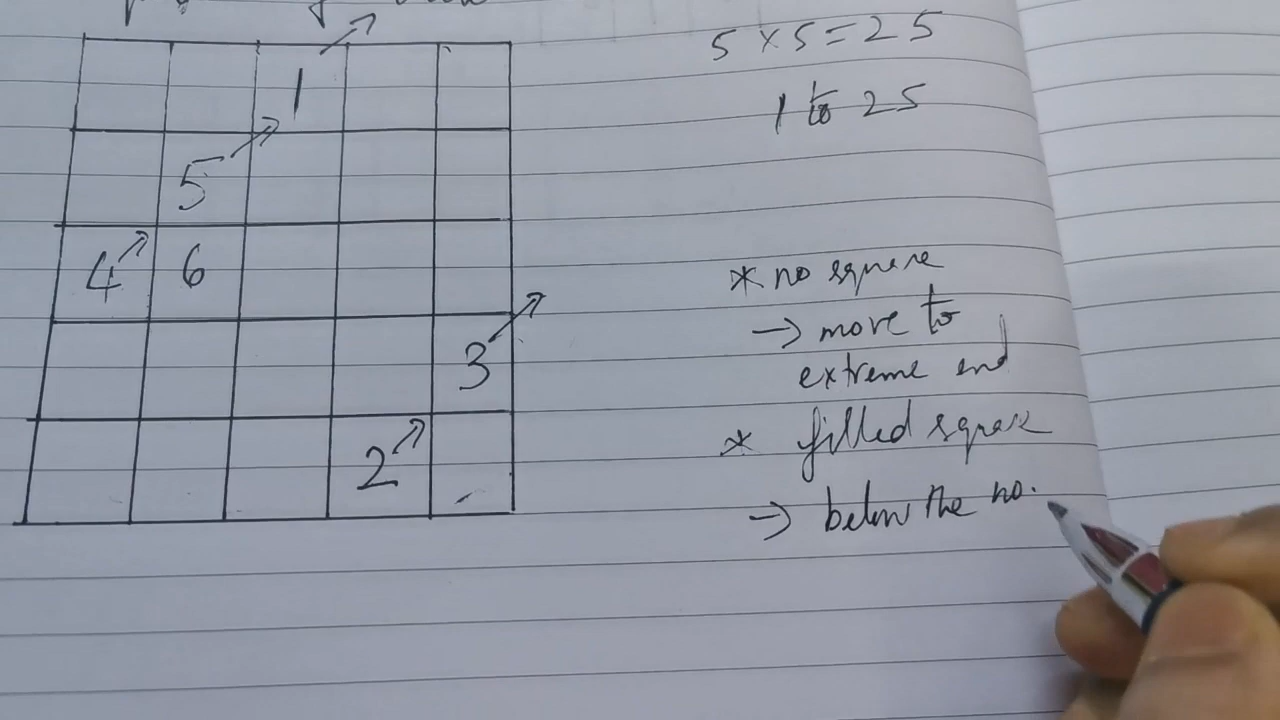 5 × 5 = 25
1 to 25
1
5
4 6
3
2
* no square
→ move to
extreme end
* filled square
→ below the no.